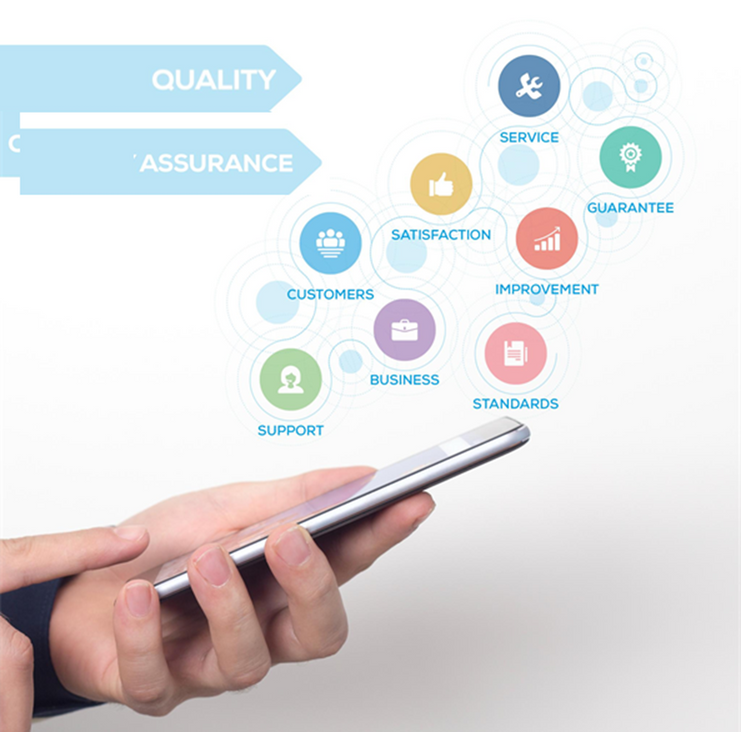 QUALITY
ASSURANCE
SERVICE
GUARANTEE
SATISFACTION
IMPROVEMENT
CUSTOMERS
BUSINESS
STANDARDS
SUPPORT